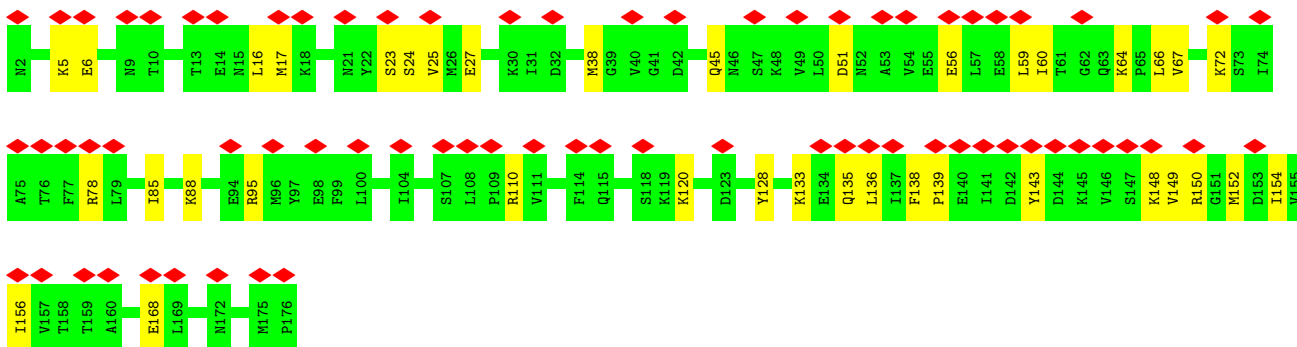 N2 K5 E6 N9 T10 T13 E14 N15 L16 M17 K18 N21 Y22 S23 S24 V25 M26 E27 K30 I31 D32 M38 G39 V40 G41 D42 Q45 N46 S47 K48 V49 L50 D51 N52 A53 V54 E55 E56 L57 E58 L59 I60 T61 G62 Q63 K64 P65 L66 V67 K72 S73 I74
A75 T76 F77 R78 L79 I85 K88 E94 R95 M96 Y97 E98 F99 L100 I104 S107 L108 P109 R110 V111 F114 Q115 S118 K119 K120 D123 Y128 K133 E134 Q135 L136 I137 F138 P139 E140 I141 D142 Y143 D144 K145 V146 S147 K148 V149 R150 G151 M152 D153 I154 V155
I156 V157 T158 T159 A160 E168 L169 N172 M175 P176